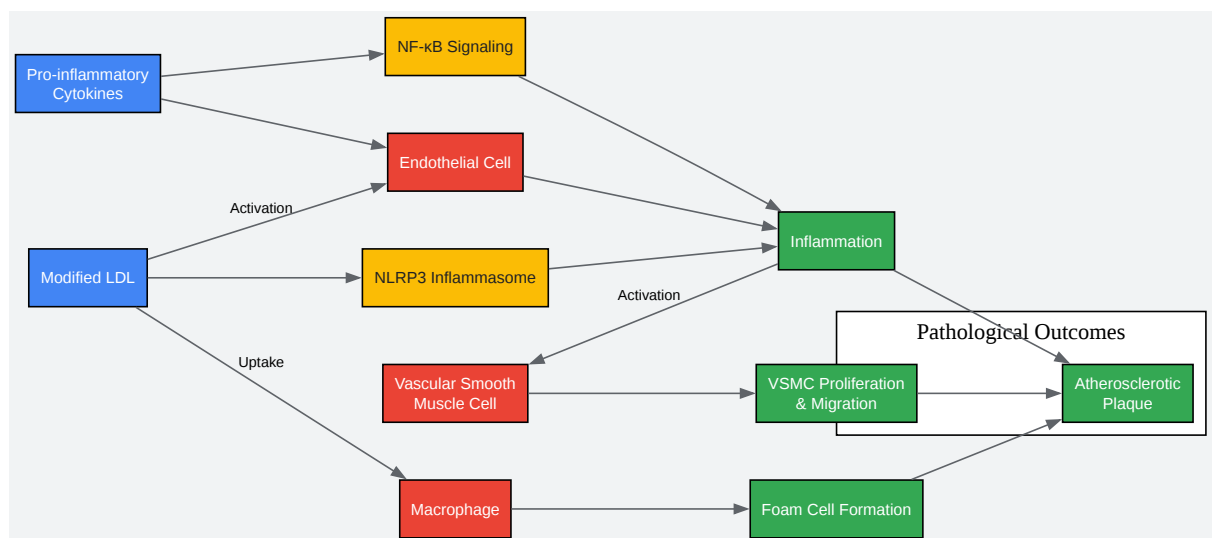 NF-κB Signaling
Pro-inflammatory
Cytokines
Endothelial Cell
Activation
Inflammation
Modified LDL
NLRP3 Inflammasome
Activation
Pathological Outcomes
Uptake
Vascular Smooth
Muscle Cell
VSMC Proliferation
& Migration
Atherosclerotic
Plaque
Macrophage
Foam Cell Formation